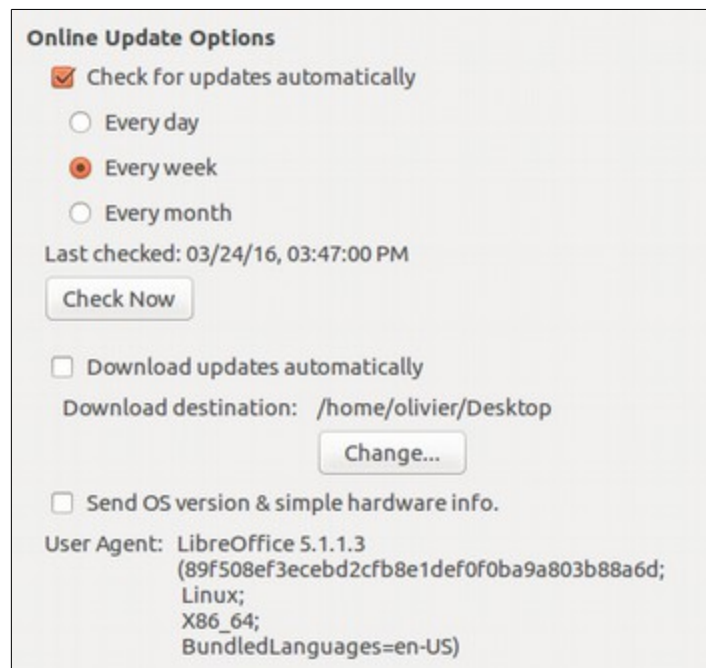 Online Update Options
Check for updates automatically
Every day
Every week
Every month
Last checked: 03/24/16, 03:47:00 PM
Check Now
Download updates automatically
Download destination: /home/olivier/Desktop
Change...
Send OS version & simple hardware info.
User Agent: LibreOffice 5.1.1.3
(89f508ef3ecebd2cfb8e1def0f0ba9a803b88a6d;
Linux;
X86_64;
BundledLanguages=en-US)